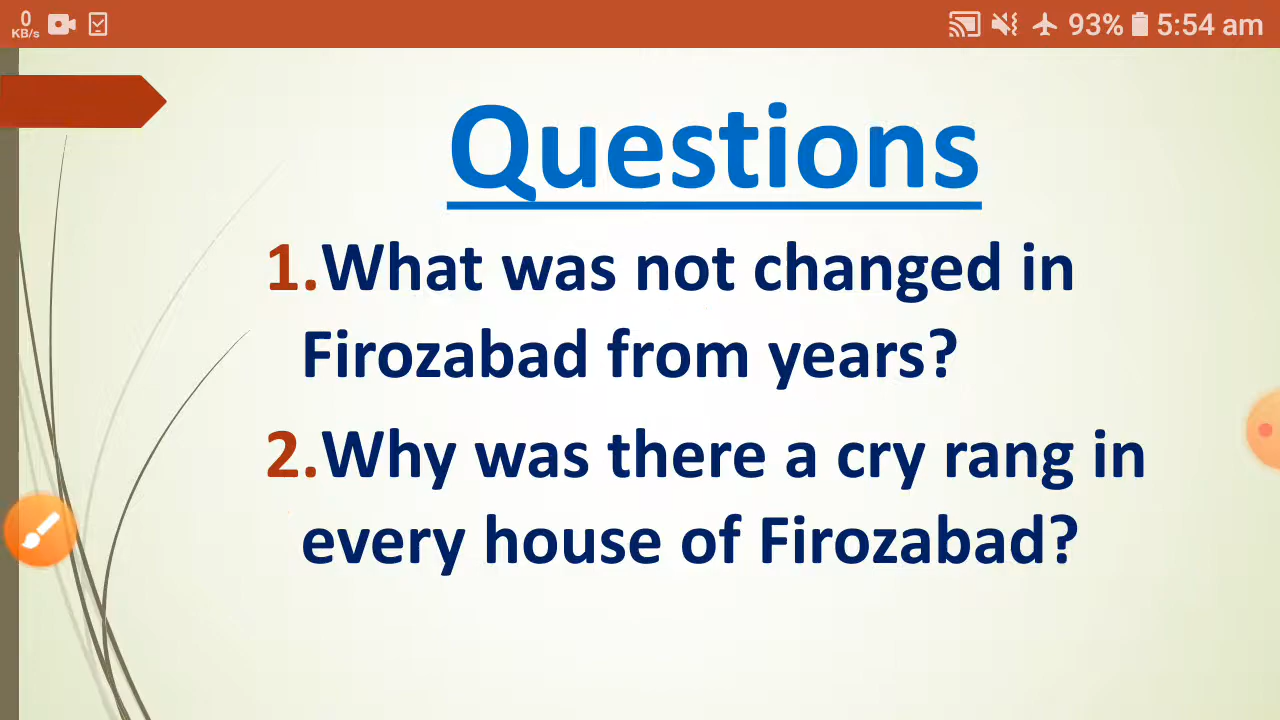 0
KB/s
93% 5:54 am
Questions
1.What was not changed in
Firozabad from years?
2.Why was there a cry rang in
every house of Firozabad?